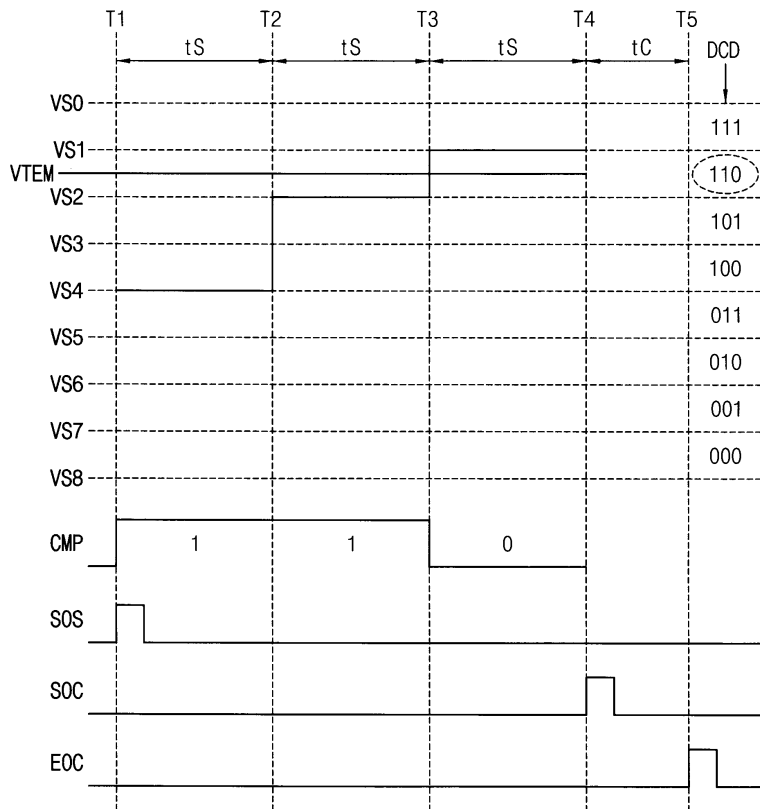 T1 T2 T3 T4 T5
tS tS tS tC DCD
VS0
111
VS1
VTEM 110
VS2
101
VS3
100
VS4
011
VS5
010
VS6
001
VS7
000
VS8
CMP 1 1 0
SOS
SOC
EOC